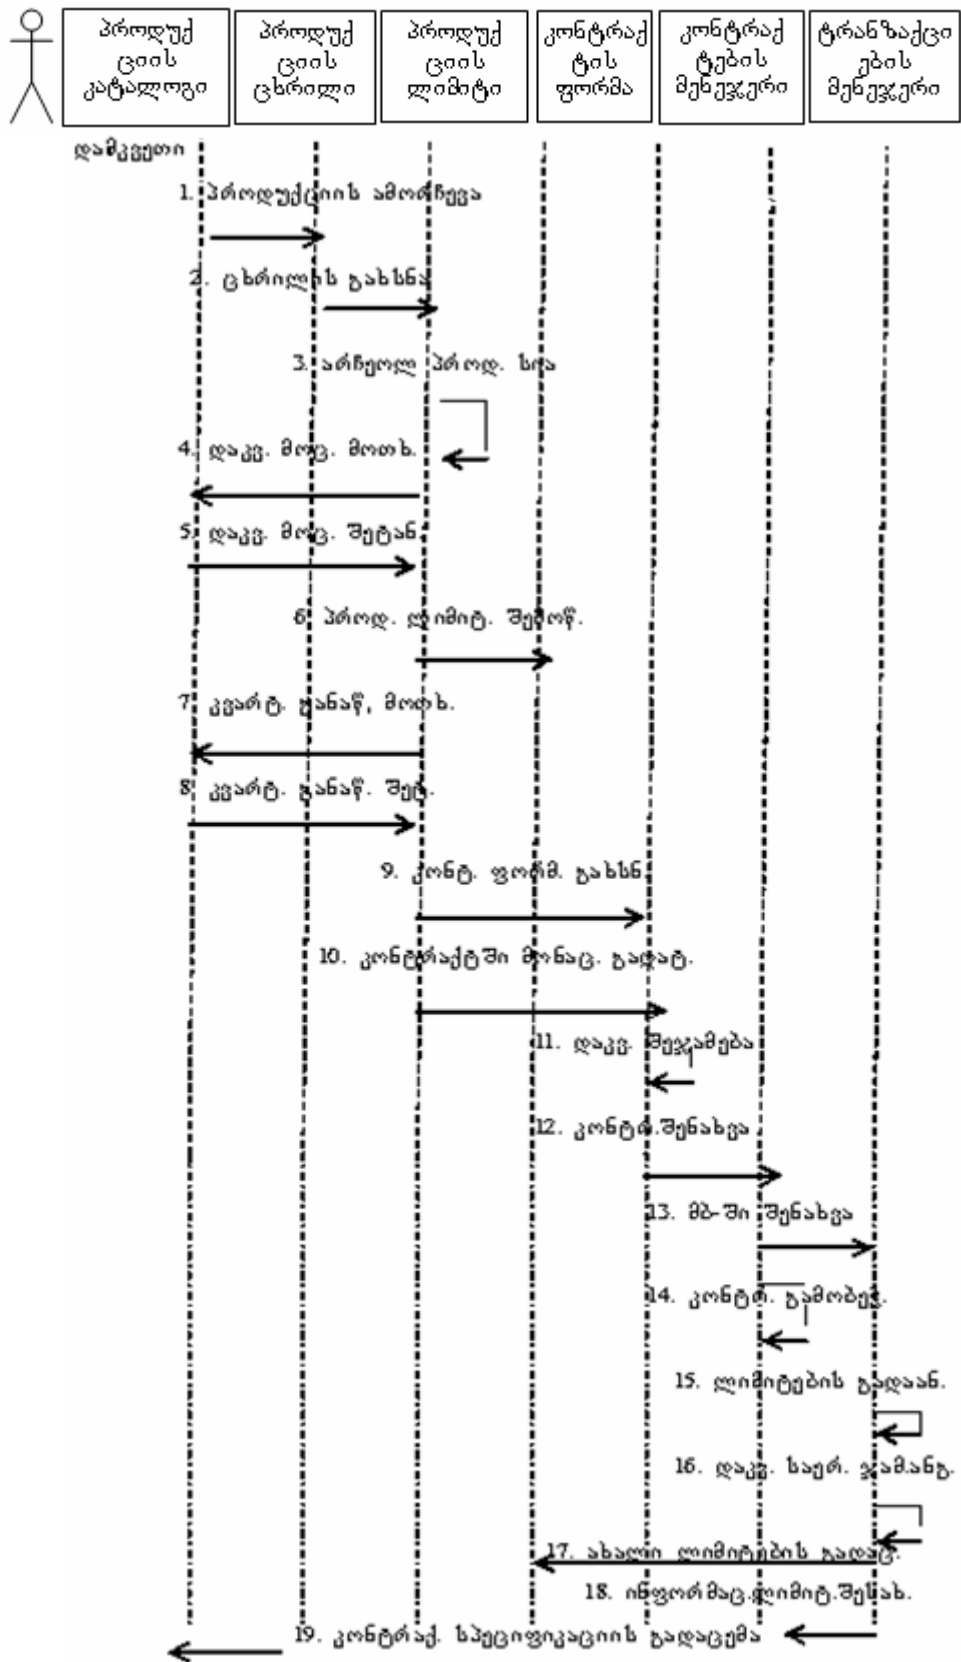 პროდუქ
ციის
კატალოგი
პროდუქ
ციის
ცხრილი
პროდუქ
ციის
ლიმიტი
კონტრაქ
ტის
ფორმა
კონტრაქ
ტების
მენეჯერი
ტრანზაქცი
ების
მენეჯერი
დამკვეთი
1. პროდუქციის ამორჩევა
2. ცხრილის გახსნა
3. არჩეოლ პროდ. სია
4. დაკვ. მოც. მოთხ.
5. დაკვ. მოც. შეტან.
6. პროდ. ლიმიტ. შემოწ.
7. კვარტ. განაწ, მოთხ.
8. კვარტ. განაწ. შეტ.
9. კონტ. ფორმ. გახსნ.
10. კონტრაქტში მონაც. გადატ.
11. დაკვ. შეჯამება
12. კონტრ.შენახვა
13. მბ-ში შენახვა
14. კონტრ. გამობეჭ.
15. ლიმიტების გადაან.
16. დაკვ. საერ. ჯამ.ანგ.
17. ახალი ლიმიტების გადაც.
18. ინფორმაც.ლიმიტ.შესახ.
19. კონტრაქ. სპეციფიკაციის გადაცემა